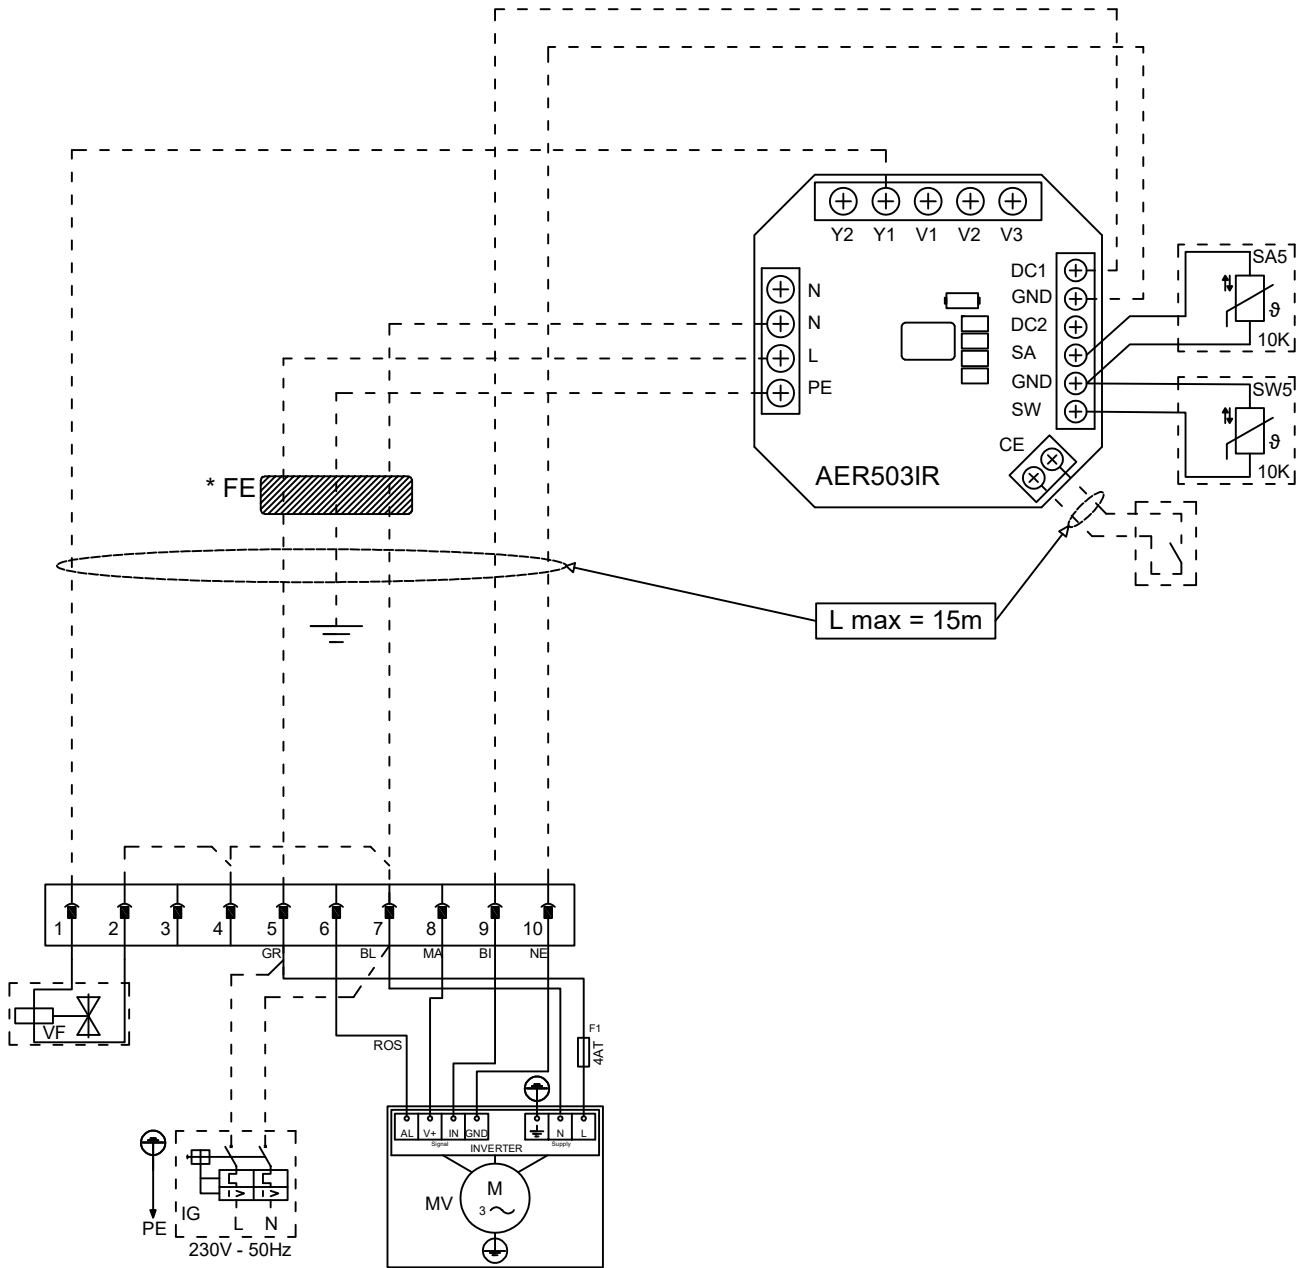 Y2 Y1 V1 V2 V3
N
N
L
PE
DC1
GND
DC2
SA
GND
SW
CE
AER503IR
SA5
ϑ
10K
SW5
ϑ
10K
* FE
L max = 15m
1 2 3 4 5 6 7 8 9 10
GR BL MA BI NE
VF
ROS
F1
4AT
AL V+ IN GND N L
Signal Supply
INVERTER
MV
M
3
PE
IG
L N
230V - 50Hz